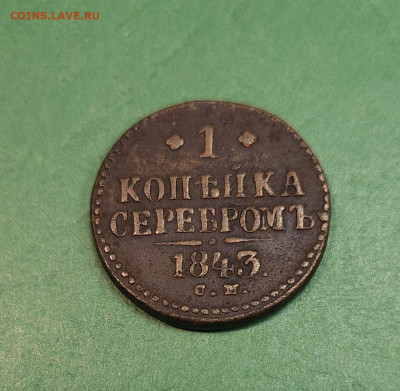 COINS.LAVE.RU
1
КОПѢЙКА
СЕРЕБРОМЪ
1843.
С.М.